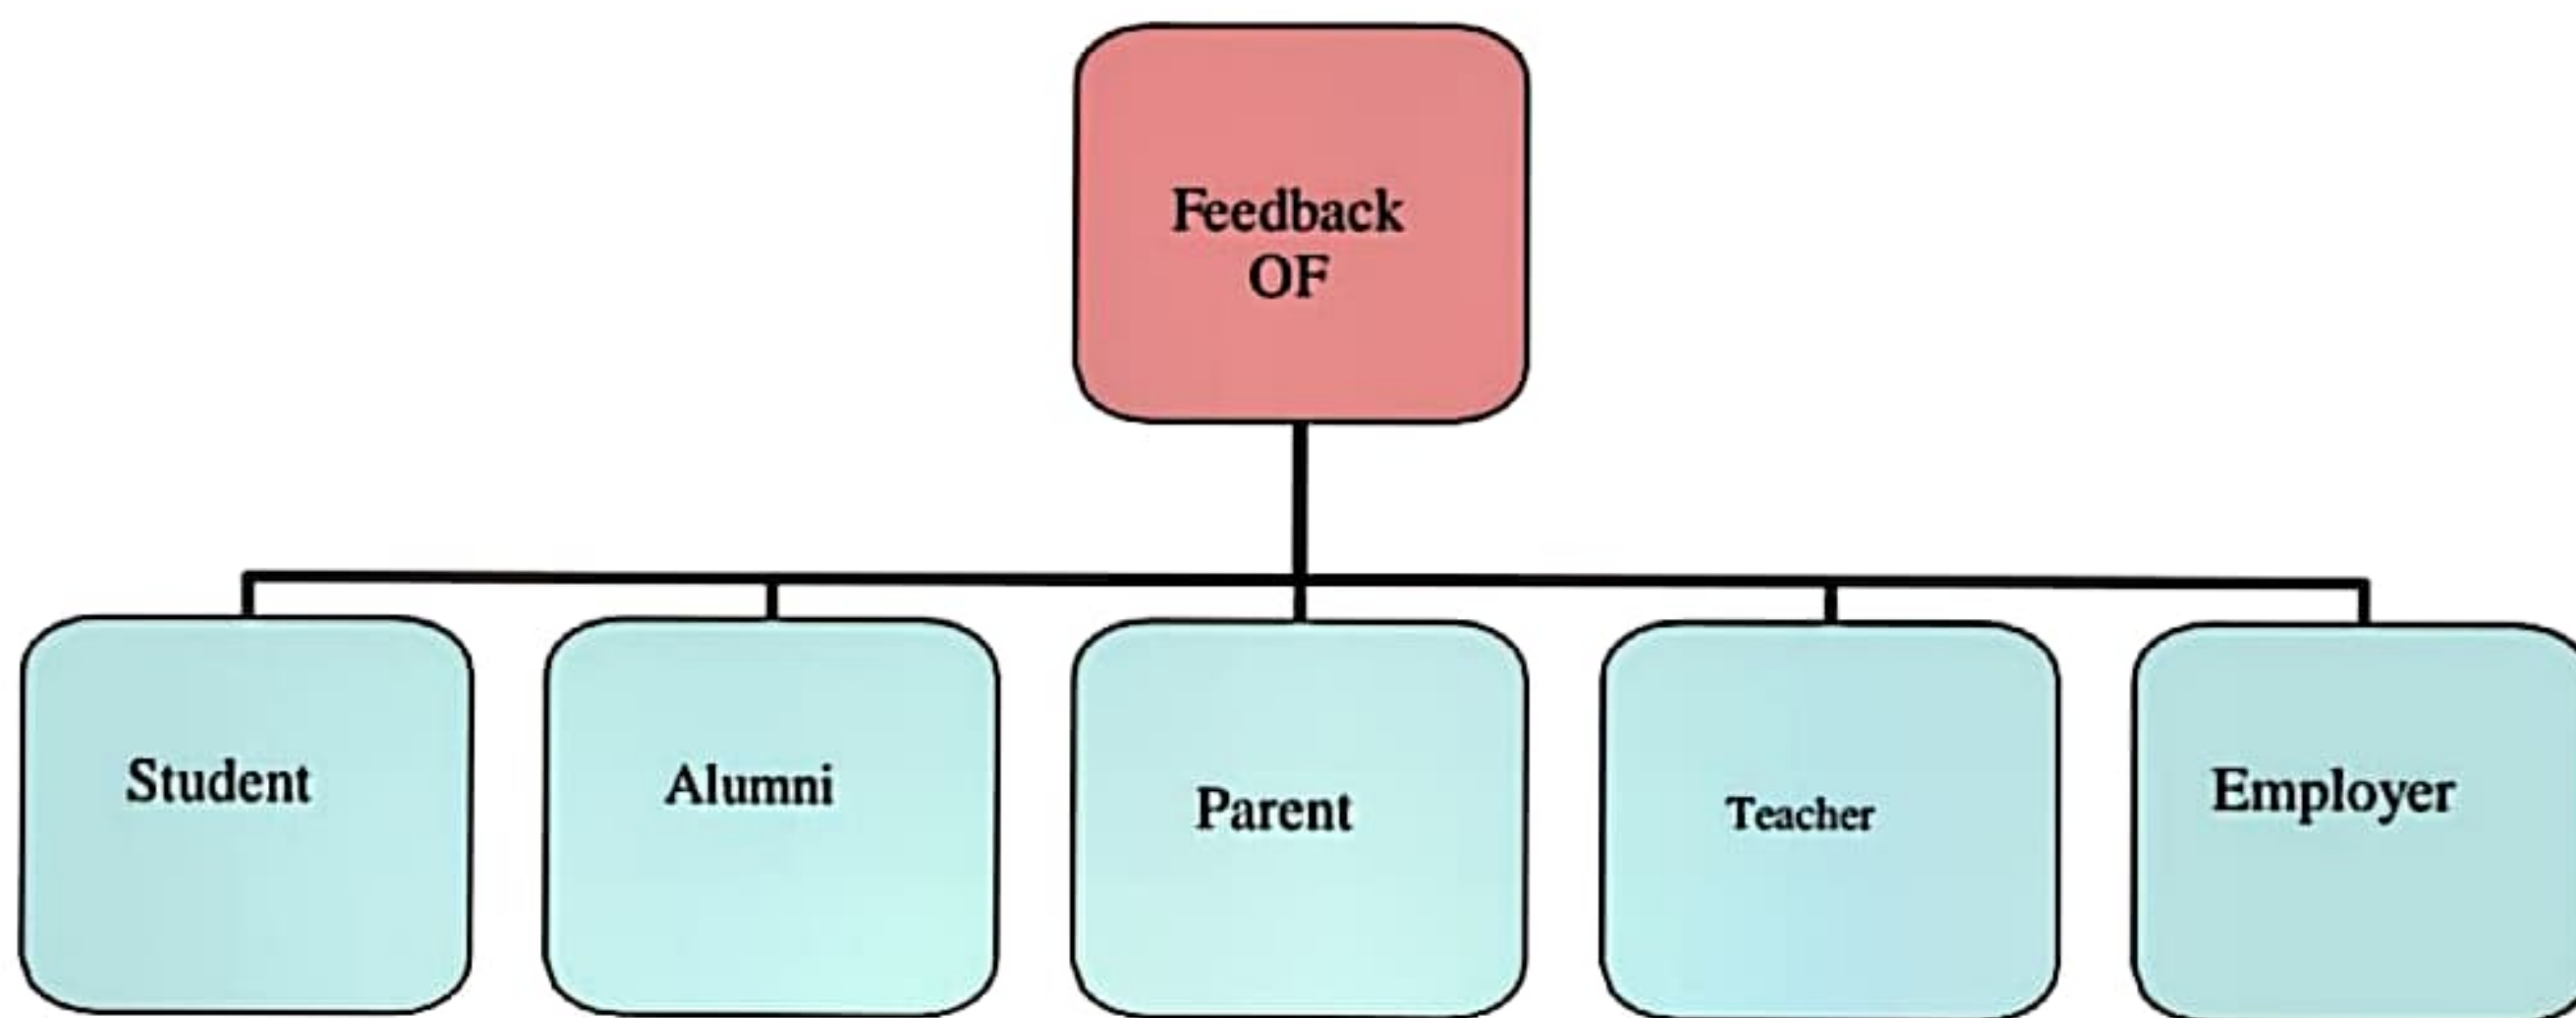 Feedback
OF
Student
Alumni
Parent
Teacher
Employer